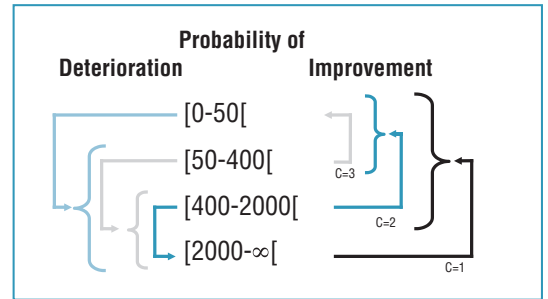 Probability of
Deterioration Improvement
[0-50[
[50-400[
C=3
[400-2000[
C=2
[2000-∞[
C=1